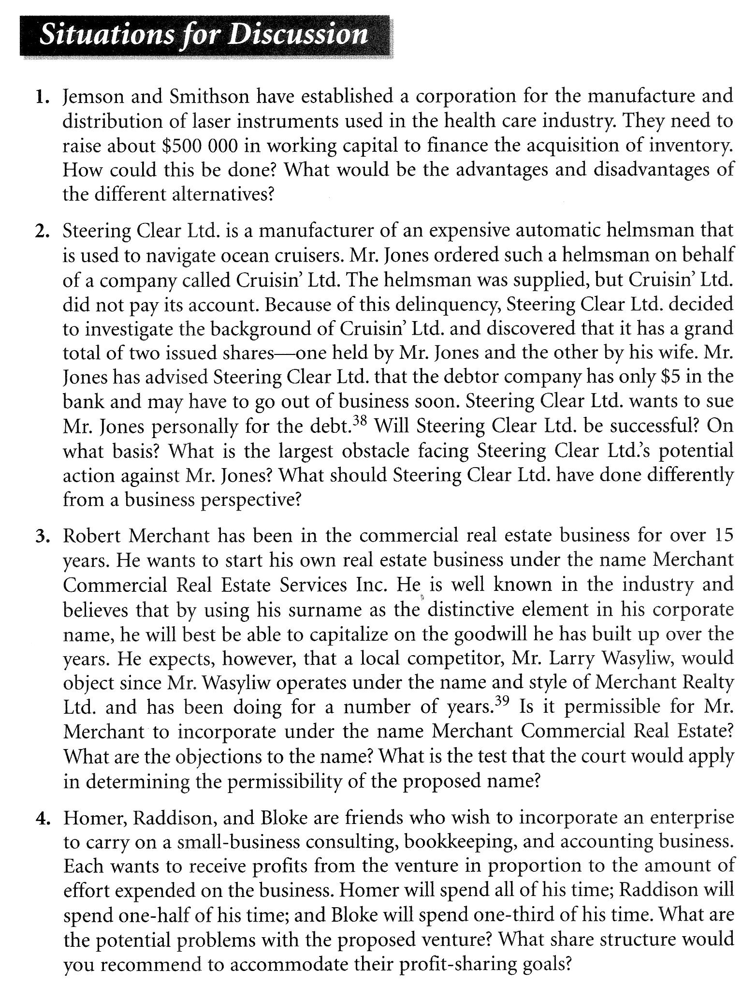 Situations for Discussion
1. Jemson and Smithson have established a corporation for the manufacture and
distribution of laser instruments used in the health care industry. They need to
raise about $500 000 in working capital to finance the acquisition of inventory.
How could this be done? What would be the advantages and disadvantages of
the different alternatives?
2. Steering Clear Ltd. is a manufacturer of an expensive automatic helmsman that
is used to navigate ocean cruisers. Mr. Jones ordered such a helmsman on behalf
of a company called Cruisin’ Ltd. The helmsman was supplied, but Cruisin’ Ltd.
did not pay its account. Because of this delinquency, Steering Clear Ltd. decided
to investigate the background of Cruisin’ Ltd. and discovered that it has a grand
total of two issued shares—one held by Mr. Jones and the other by his wife. Mr.
Jones has advised Steering Clear Ltd. that the debtor company has only $5 in the
bank and may have to go out of business soon. Steering Clear Ltd. wants to sue
Mr. Jones personally for the debt.38 Will Steering Clear Ltd. be successful? On
what basis? What is the largest obstacle facing Steering Clear Ltd.’s potential
action against Mr. Jones? What should Steering Clear Ltd. have done differently
from a business perspective?
3. Robert Merchant has been in the commercial real estate business for over 15
years. He wants to start his own real estate business under the name Merchant
Commercial Real Estate Services Inc. He is well known in the industry and
believes that by using his surname as the distinctive element in his corporate
name, he will best be able to capitalize on the goodwill he has built up over the
years. He expects, however, that a local competitor, Mr. Larry Wasyliw, would
object since Mr. Wasyliw operates under the name and style of Merchant Realty
Ltd. and has been doing for a number of years.39 Is it permissible for Mr.
Merchant to incorporate under the name Merchant Commercial Real Estate?
What are the objections to the name? What is the test that the court would apply
in determining the permissibility of the proposed name?
4. Homer, Raddison, and Bloke are friends who wish to incorporate an enterprise
to carry on a small-business consulting, bookkeeping, and accounting business.
Each wants to receive profits from the venture in proportion to the amount of
effort expended on the business. Homer will spend all of his time; Raddison will
spend one-half of his time; and Bloke will spend one-third of his time. What are
the potential problems with the proposed venture? What share structure would
you recommend to accommodate their profit-sharing goals?